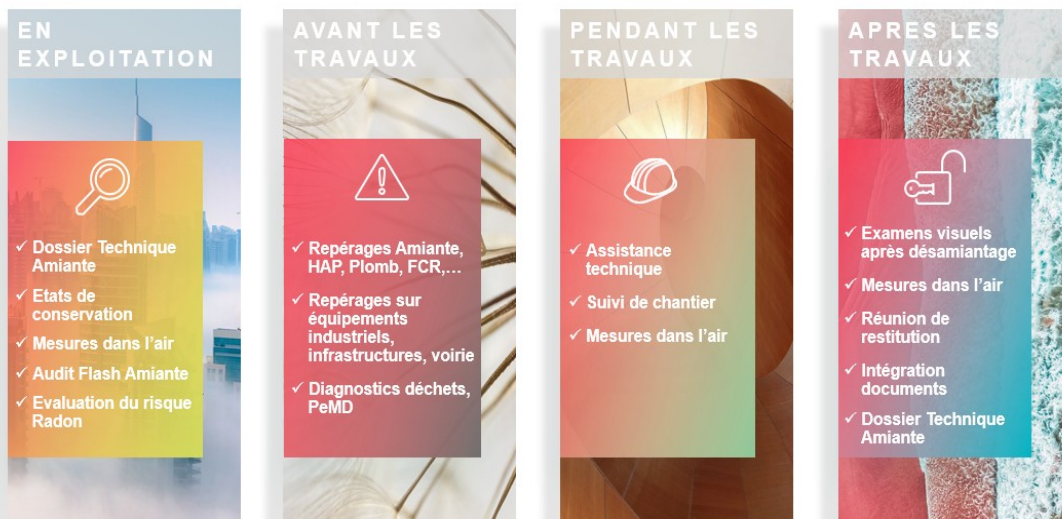 EN
EXPLOITATION
✓ Dossier Technique
Amiante
✓ Etats de
conservation
✓ Mesures dans l'air
✓ Audit Flash Amiante
✓ Evaluation du risque
Radon
AVANT LES
TRAVAUX
✓ Repérages Amiante,
HAP, Plomb, FCR,...
✓ Repérages sur
équipements
industriels,
infrastructures, voirie
✓ Diagnostics déchets,
PeMD
PENDANT LES
TRAVAUX
✓ Assistance
technique
✓ Suivi de chantier
✓ Mesures dans l'air
APRES LES
TRAVAUX
✓ Examens visuels
après désamiantage
✓ Mesures dans l'air
✓ Réunion de
restitution
✓ Intégration
documents
✓ Dossier Technique
Amiante